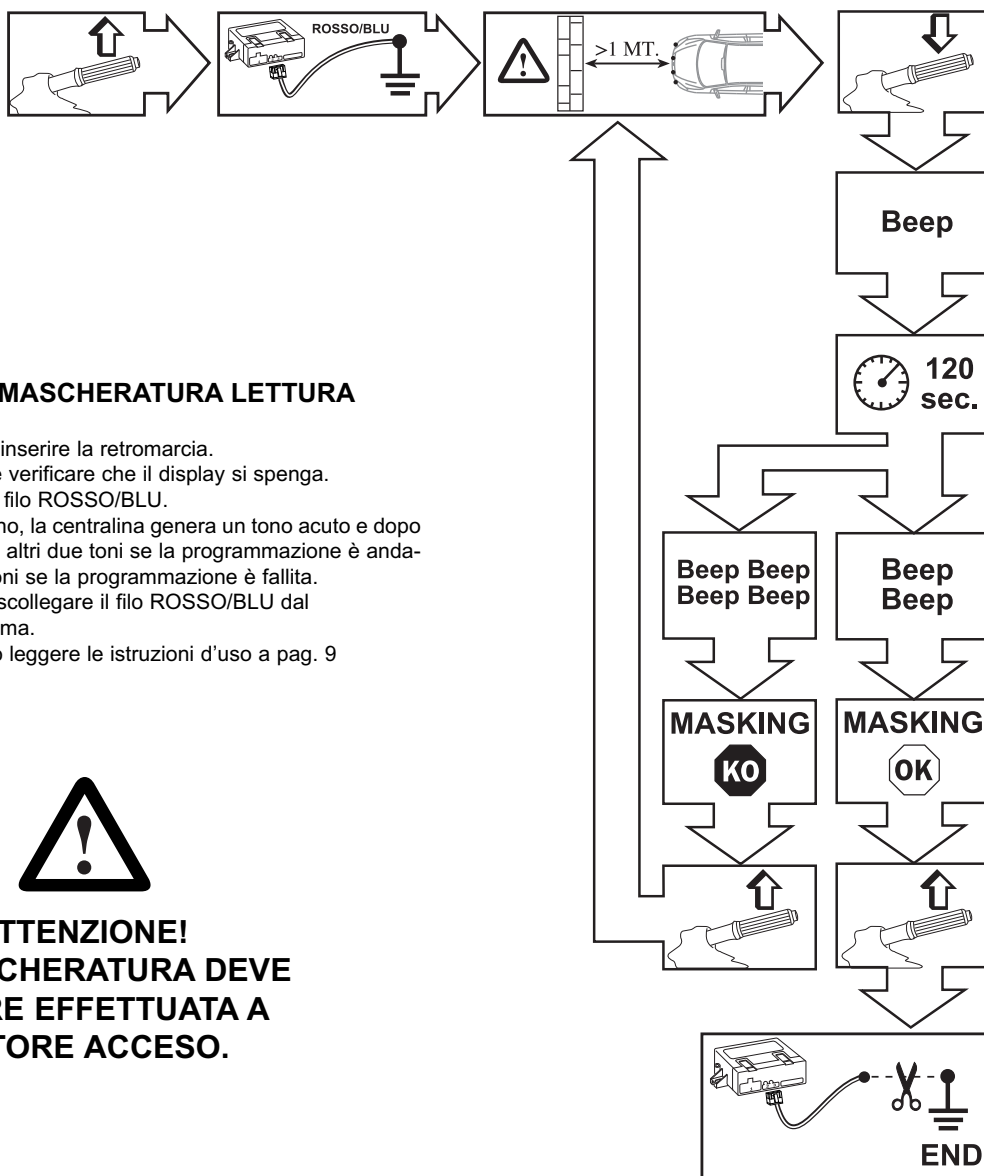 ROSSO/BLU
>1 MT.
Beep
120
sec.
MASCHERATURA LETTURA
inserire la retromarcia.
e verificare che il display si spenga.
filo ROSSO/BLU.
no, la centralina genera un tono acuto e dopo
altri due toni se la programmazione è anda-
oni se la programmazione è fallita.
scollegare il filo ROSSO/BLU dal
ma.
o leggere le istruzioni d'uso a pag. 9
Beep Beep
Beep Beep
Beep
Beep
MASKING
KO
MASKING
OK
TTENZIONE!
CHERATURA DEVE
RE EFFETTUATA A
TORE ACCESO.
END